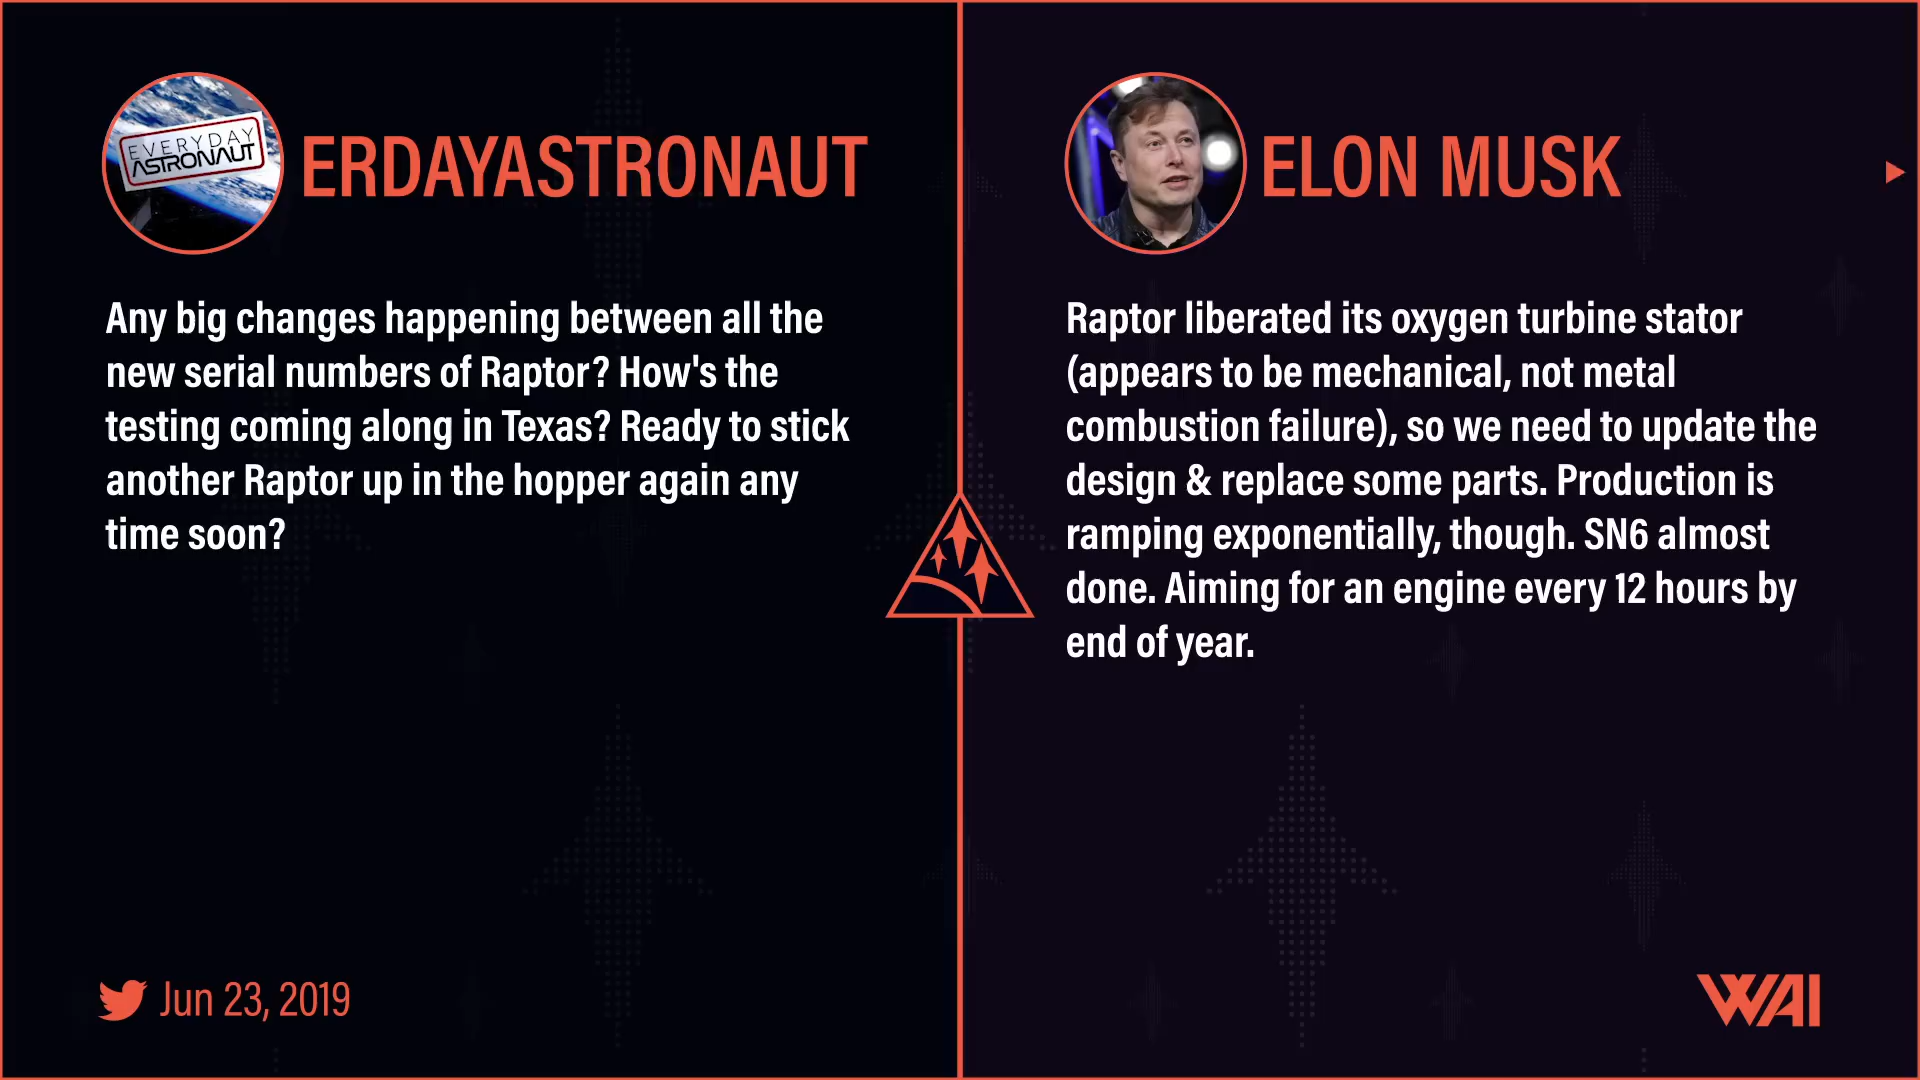 EVERYDAY
ASTRONAUT
ERDAYASTRONAUT
Any big changes happening between all the
new serial numbers of Raptor? How's the
testing coming along in Texas? Ready to stick
another Raptor up in the hopper again any
time soon?
Jun 23, 2019
ELON MUSK
Raptor liberated its oxygen turbine stator
(appears to be mechanical, not metal
combustion failure), so we need to update the
design & replace some parts. Production is
ramping exponentially, though. SN6 almost
done. Aiming for an engine every 12 hours by
end of year.
WAI